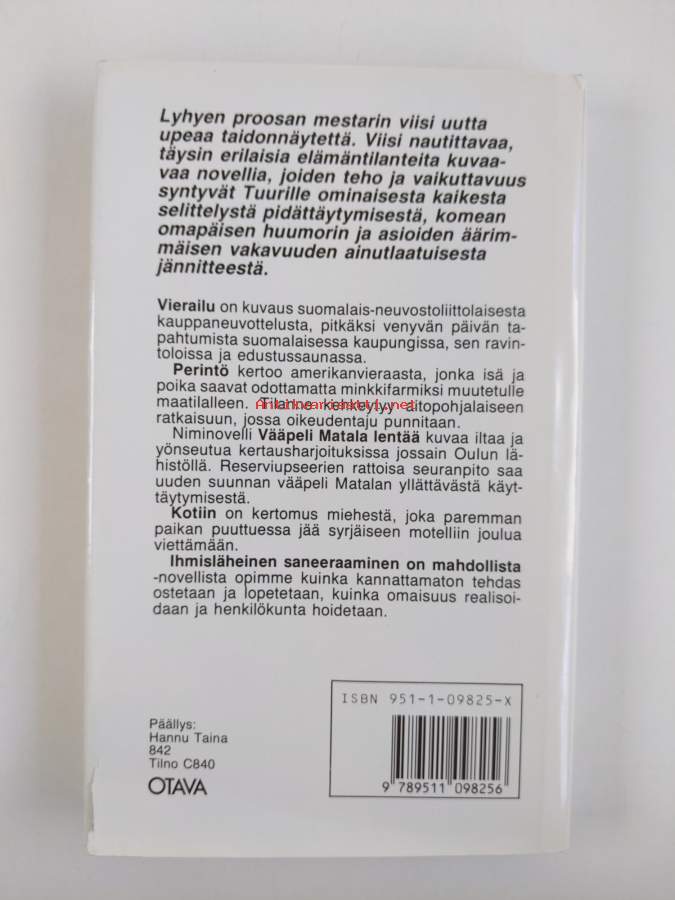 Lyhyen proosan mestarin viisi uutta
upeaa taidonnäytettä. Viisi nautittavaa,
täysin erilaisia elämäntilanteita kuvaa-
vaa novellia, joiden teho ja vaikuttavuus
syntyvät Tuurille ominaisesta kaikesta
selittelystä pidättäytymisestä, komean
omapäisen huumorin ja asioiden äärim-
mäisen vakavuuden ainutlaatuisesta
jännitteestä.
Vierailu on kuvaus suomalais-neuvostoliittolaisesta
kauppaneuvottelusta, pitkäksi venyvän päivän ta-
pahtumista suomalaisessa kaupungissa, sen ravin-
toloissa ja edustussaunassa.
Perintö kertoo amerikanvieraasta, jonka isä ja
poika saavat odottamatta minkkifarmiksi muutetulle
maatilalleen. Tilanne kehkeytyy aitopohjalaiseen
ratkaisuun, jossa oikeudentaju punnitaan.
Niminovelli Vääpeli Matala lentää kuvaa iltaa ja
yönseutua kertausharjoituksissa jossain Oulun lä-
histöllä. Reserviupseerien rattoisa seuranpito saa
uuden suunnan vääpeli Matalan yllättävästä käyt-
täytymisestä.
Kotiin on kertomus miehestä, joka paremman
paikan puuttuessa jää syrjäiseen motelliin joulua
viettämään.
Ihmisläheinen saneeraaminen on mahdollista
-novellista opimme kuinka kannattamaton tehdas
ostetaan ja lopetetaan, kuinka omaisuus realisoi-
daan ja henkilökunta hoidetaan.
ISBN 951-1-09825-X
9 789511 098256
Päällys:
Hannu Taina
842
Tilno C840
OTAVA